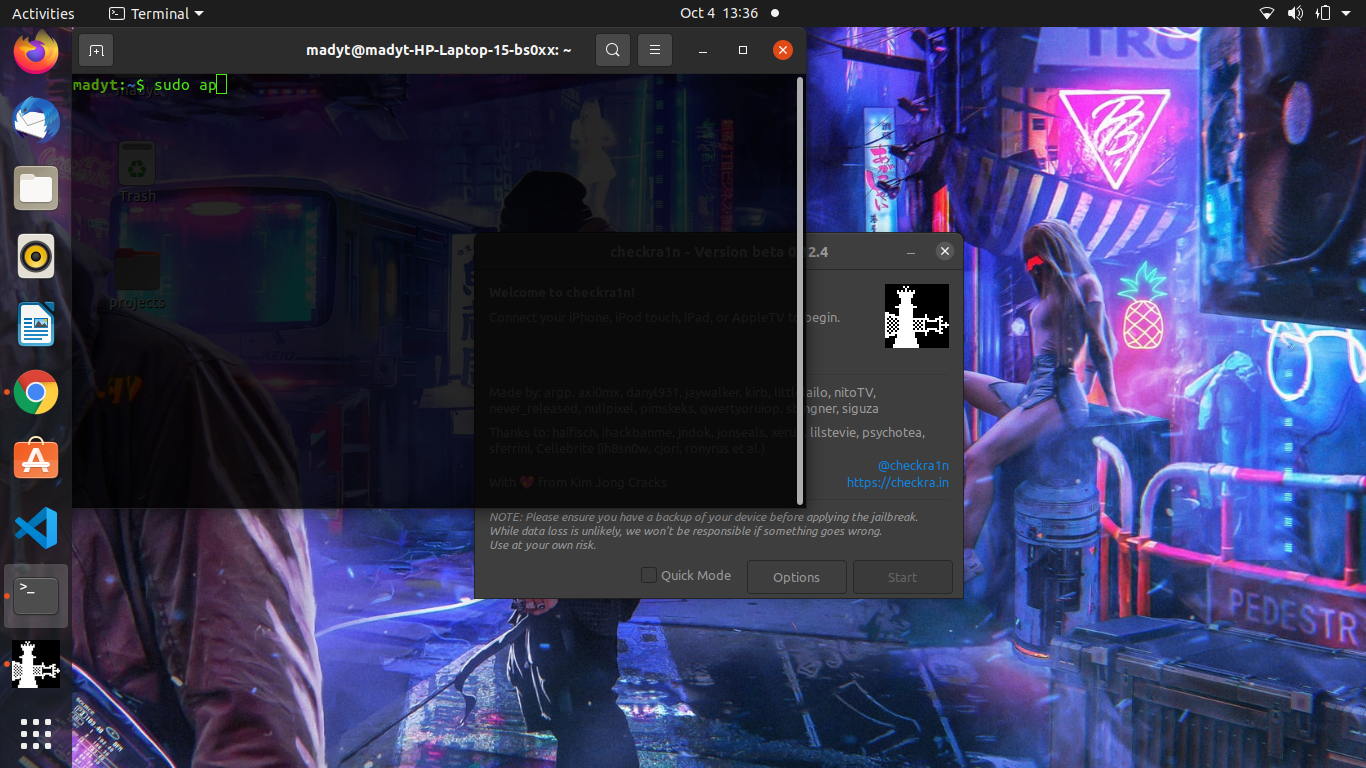 Activities
Terminal
Oct 4 13:36
madyt@madyt-HP-Laptop-15-bs0xx: ~
madyt:~$ sudo ap
Trash
projects
checkra1n - Version beta 0.12.4
Welcome to checkra1n!
Connect your iPhone, iPod touch, iPad, or AppleTV to begin.
Made by: argp, axi0mx, danyl931, jaywalker, kirb, littlelailo, nitoTV,
never_released, nullpixel, pimskeks, qwertyoruiop, sbingner, siguza
Thanks to: haifisch, ihackbanme, jndok, jonseals, xerub, lilstevie, psychotea,
sferrini, Cellebrite (ih8sn0w, cjori, ronyrus et al.)
@checkra1n
With ❤️ from Kim Jong Cracks
https://checkra.in
NOTE: Please ensure you have a backup of your device before applying the jailbreak.
While data loss is unlikely, we won't be responsible if something goes wrong.
Use at your own risk.
Quick Mode
Options
Start
TRU
PEDESTR